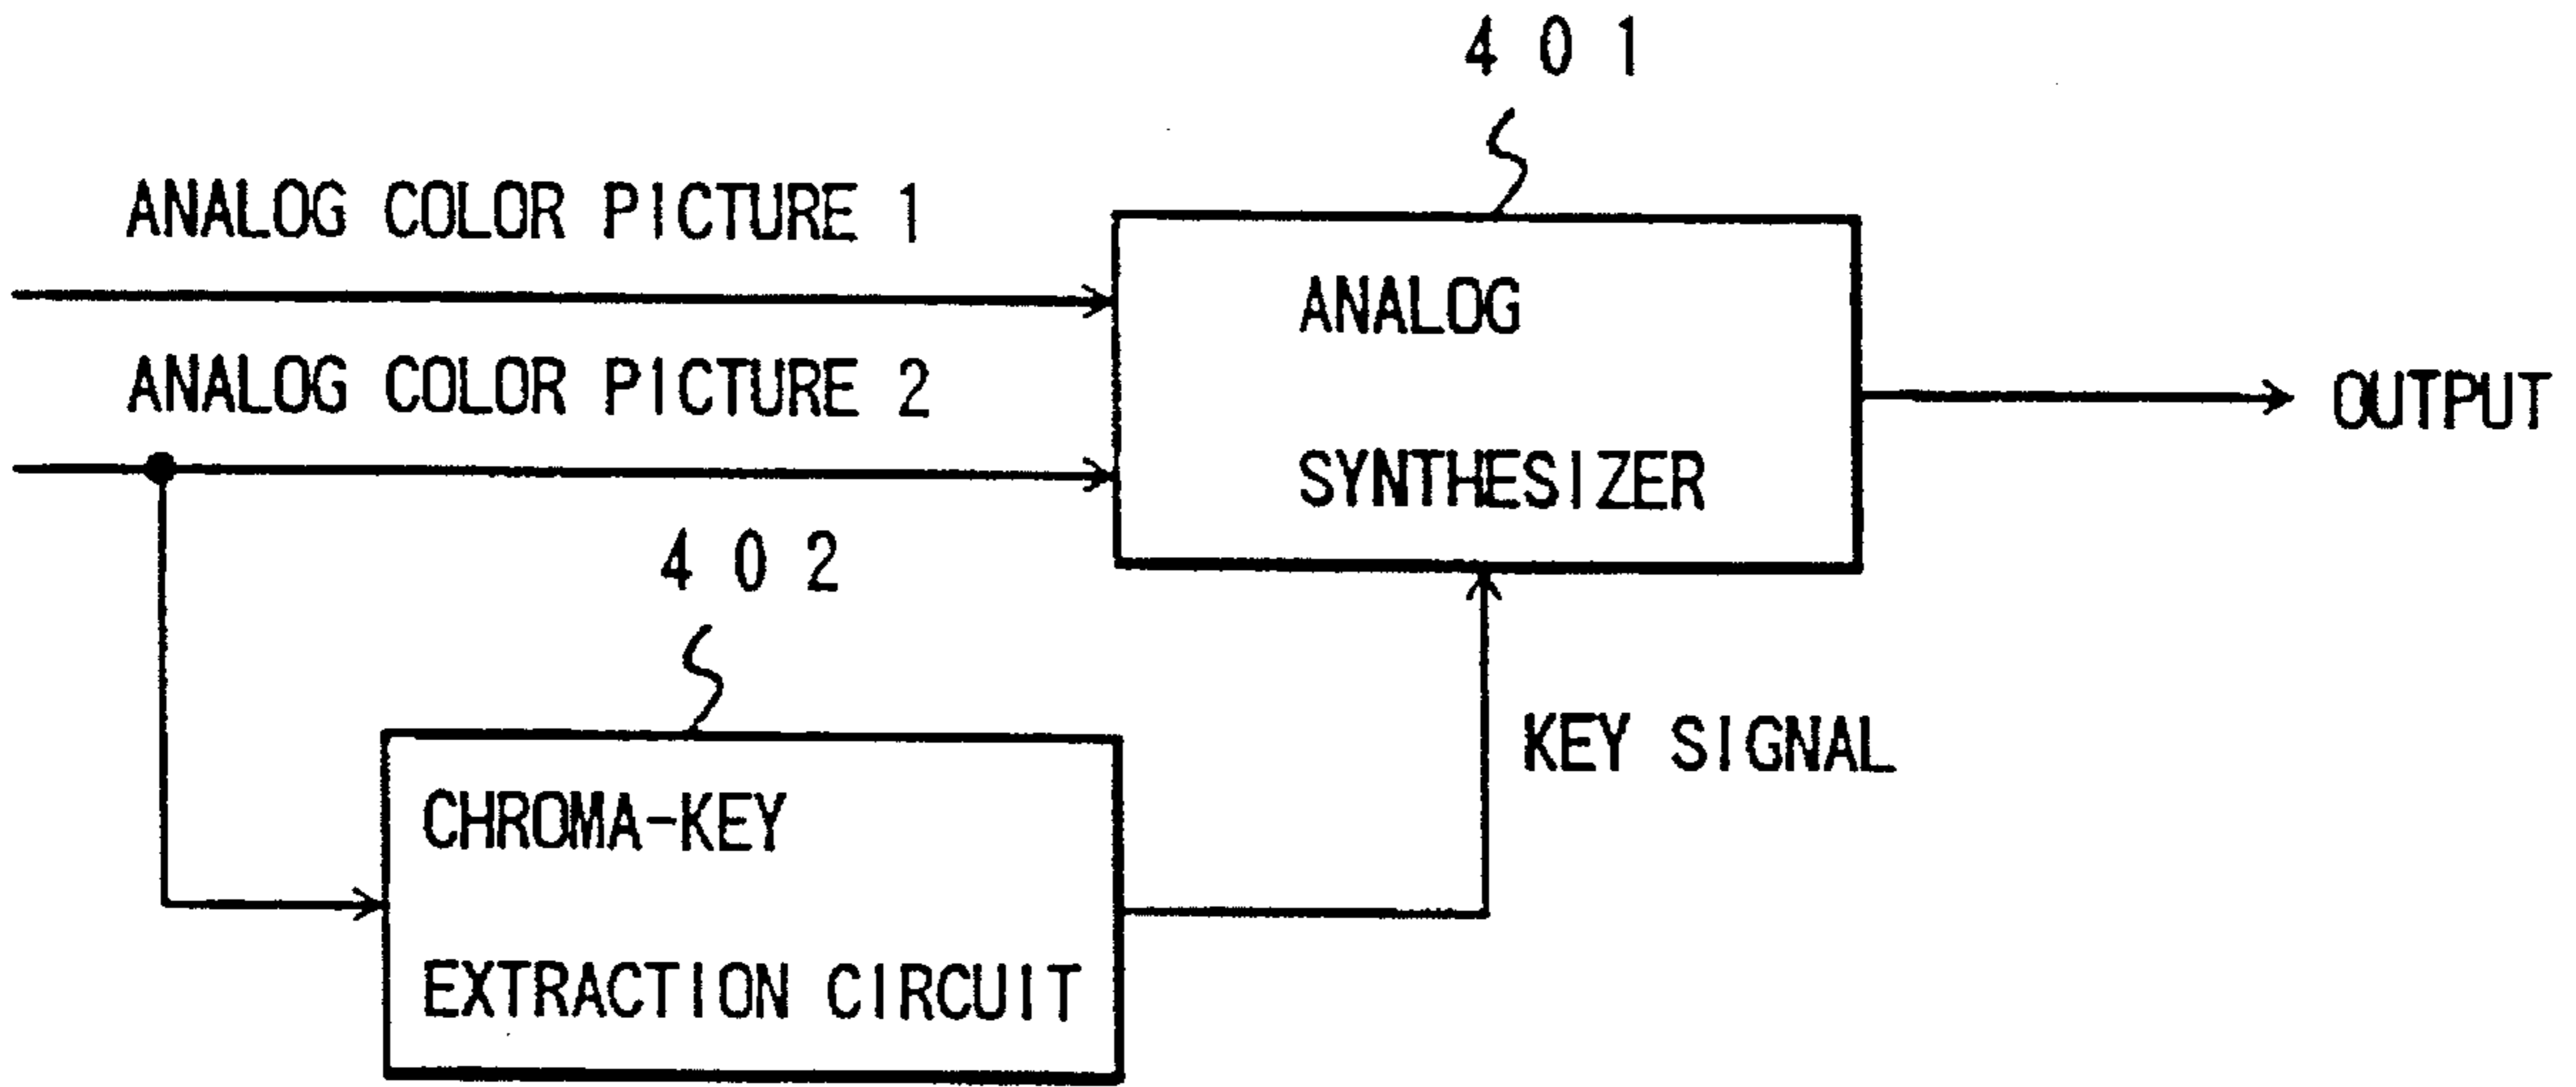 4 0 1
ANALOG COLOR PICTURE 1
ANALOG
ANALOG COLOR PICTURE 2
OUTPUT
SYNTHESIZER
4 0 2
KEY SIGNAL
CHROMA-KEY
EXTRACTION CIRCUIT